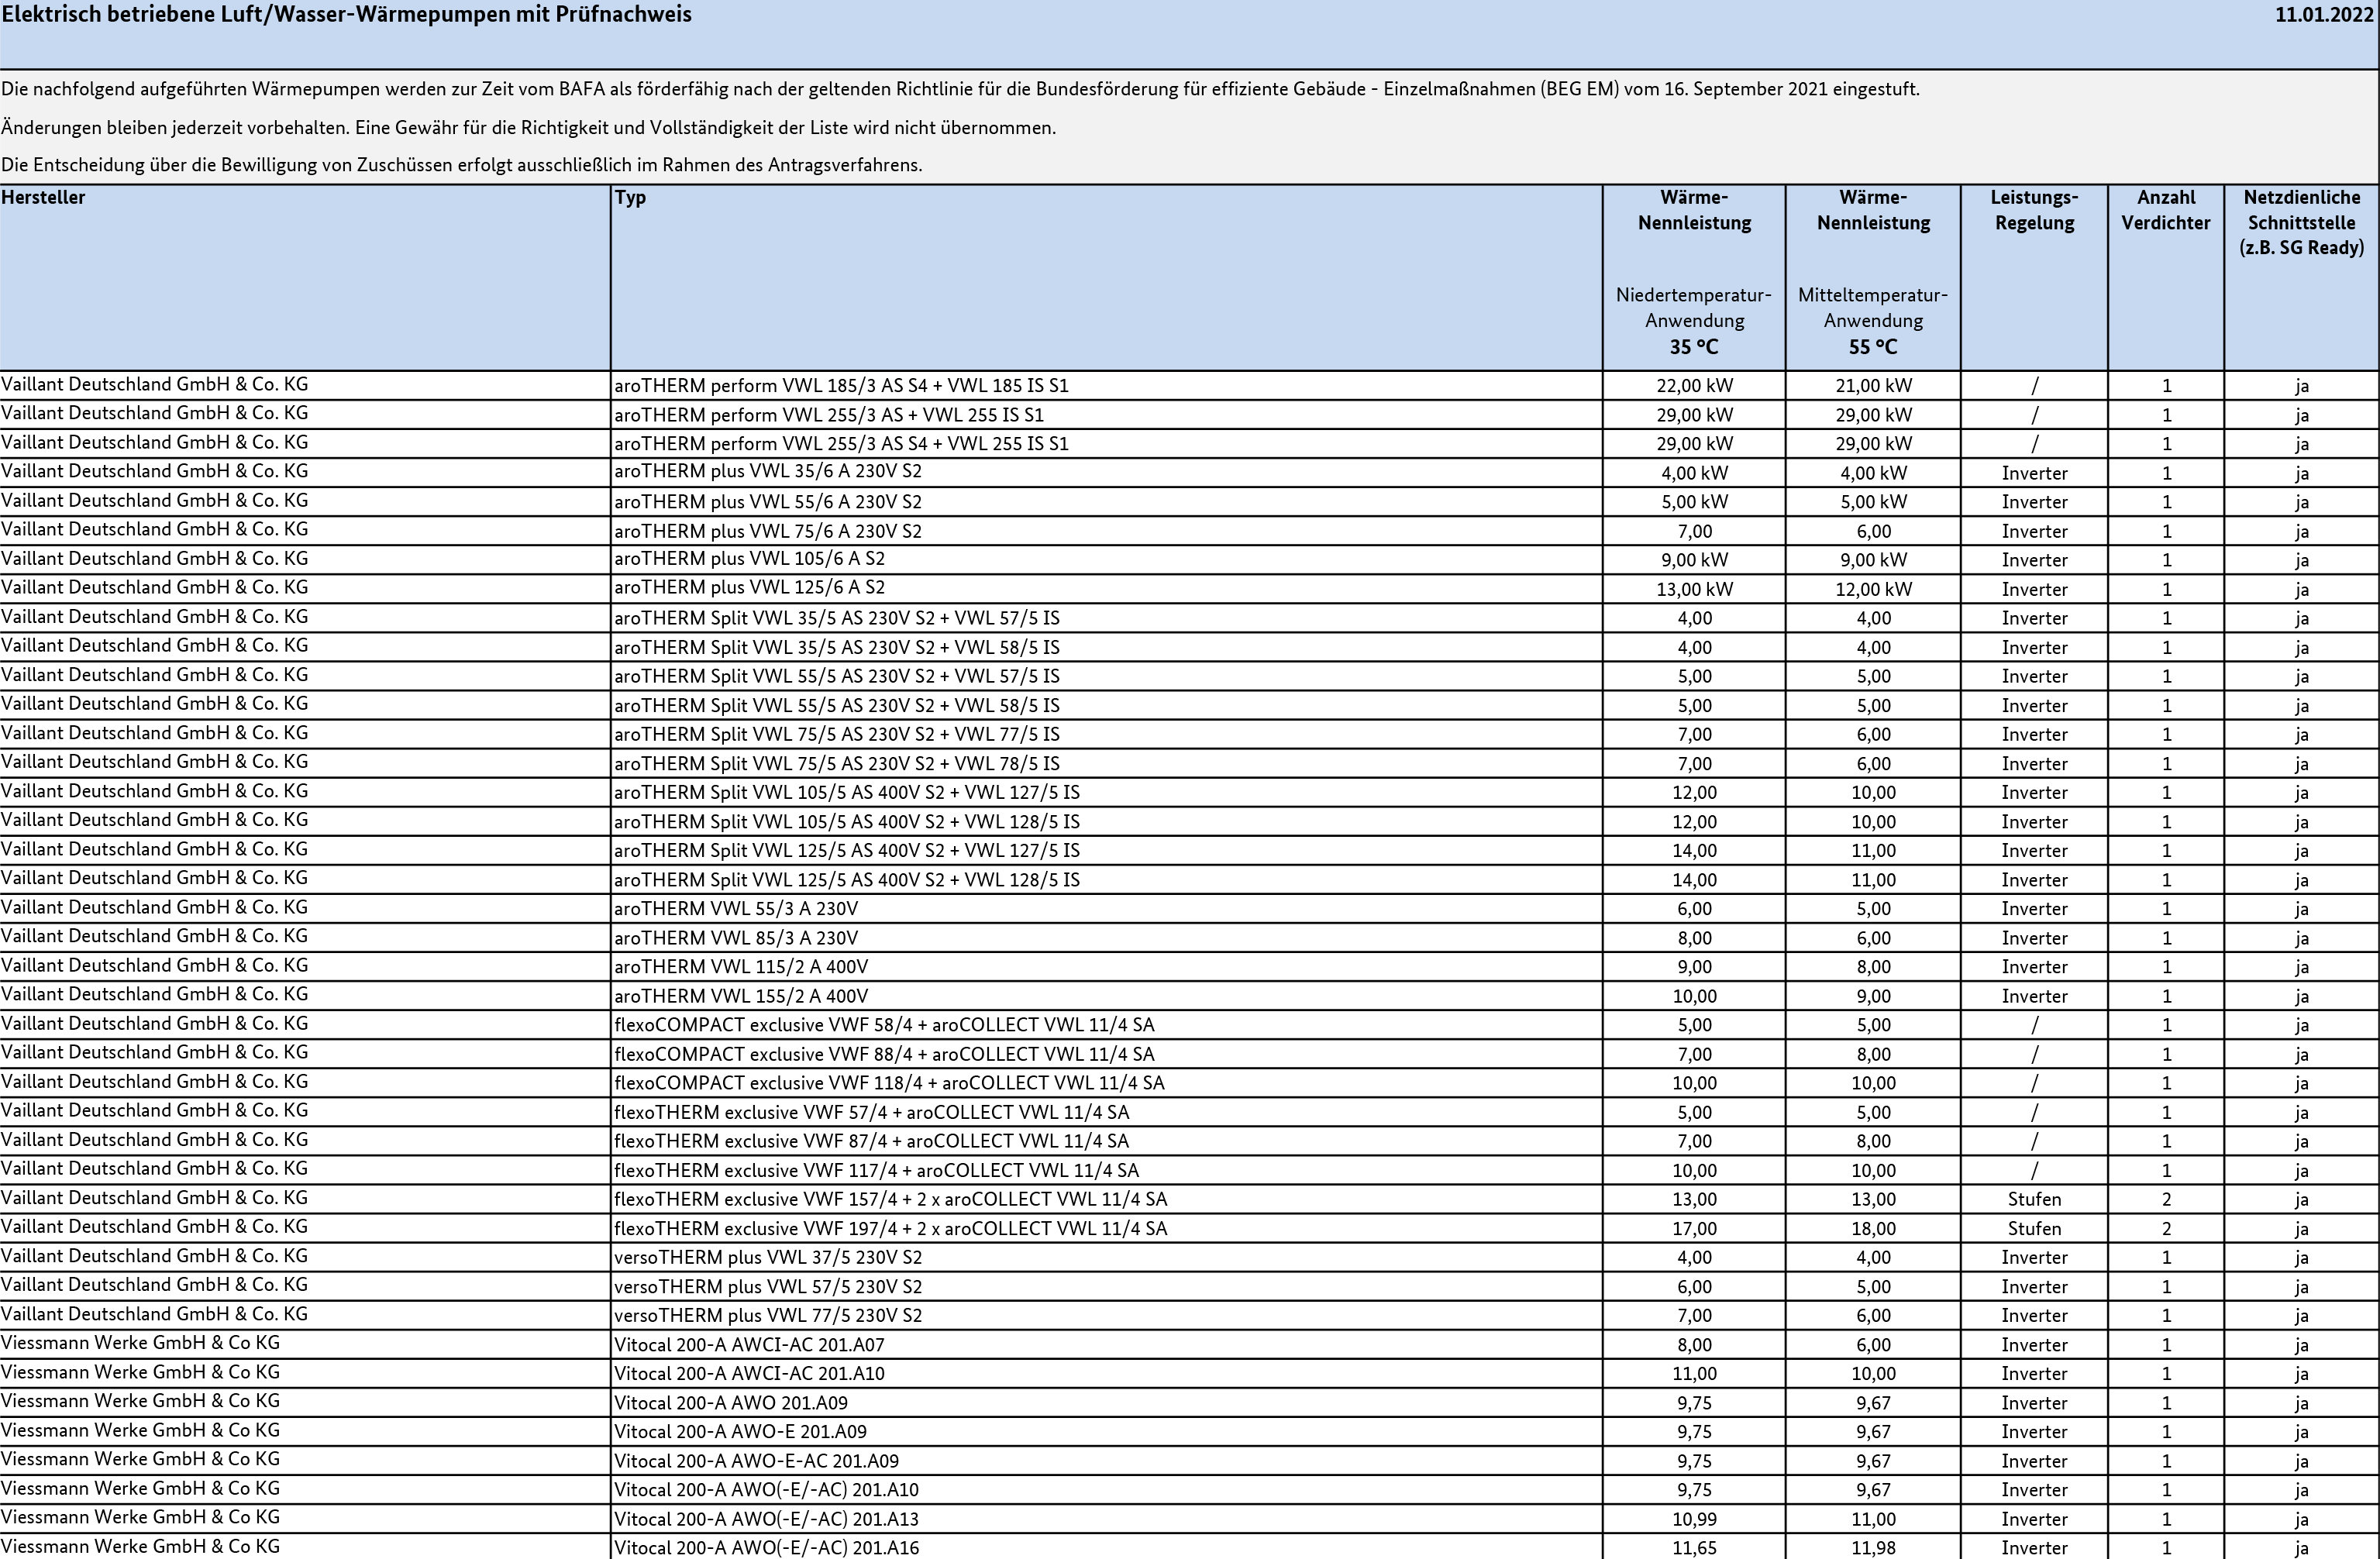 Elektrisch betriebene Luft/Wasser-Wärmepumpen mit Prüfnachweis 11.01.2022
Die nachfolgend aufgeführten Wärmepumpen werden zur Zeit vom BAFA als förderfähig nach der geltenden Richtlinie für die Bundesförderung für effiziente Gebäude - Einzelmaßnahmen (BEG EM) vom 16. September 2021 eingestuft.
Änderungen bleiben jederzeit vorbehalten. Eine Gewähr für die Richtigkeit und Vollständigkeit der Liste wird nicht übernommen.
Die Entscheidung über die Bewilligung von Zuschüssen erfolgt ausschließlich im Rahmen des Antragsverfahrens.
Hersteller Typ Wärme- Wärme- Leistungs- Anzahl Netzdienliche
Nennleistung Nennleistung Regelung Verdichter Schnittstelle
(z.B. SG Ready)
Niedertemperatur- Mitteltemperatur-
Anwendung Anwendung
35 °C 55 °C
Vaillant Deutschland GmbH & Co. KG aroTHERM perform VWL 185/3 AS S4 + VWL 185 IS S1 22,00 kW 21,00 kW / 1 ja
Vaillant Deutschland GmbH & Co. KG aroTHERM perform VWL 255/3 AS + VWL 255 IS S1 29,00 kW 29,00 kW / 1 ja
Vaillant Deutschland GmbH & Co. KG aroTHERM perform VWL 255/3 AS S4 + VWL 255 IS S1 29,00 kW 29,00 kW / 1 ja
Vaillant Deutschland GmbH & Co. KG aroTHERM plus VWL 35/6 A 230V S2 4,00 kW 4,00 kW Inverter 1 ja
Vaillant Deutschland GmbH & Co. KG aroTHERM plus VWL 55/6 A 230V S2 5,00 kW 5,00 kW Inverter 1 ja
Vaillant Deutschland GmbH & Co. KG aroTHERM plus VWL 75/6 A 230V S2 7,00 6,00 Inverter 1 ja
Vaillant Deutschland GmbH & Co. KG aroTHERM plus VWL 105/6 A S2 9,00 kW 9,00 kW Inverter 1 ja
Vaillant Deutschland GmbH & Co. KG aroTHERM plus VWL 125/6 A S2 13,00 kW 12,00 kW Inverter 1 ja
Vaillant Deutschland GmbH & Co. KG aroTHERM Split VWL 35/5 AS 230V S2 + VWL 57/5 IS 4,00 4,00 Inverter 1 ja
Vaillant Deutschland GmbH & Co. KG aroTHERM Split VWL 35/5 AS 230V S2 + VWL 58/5 IS 4,00 4,00 Inverter 1 ja
Vaillant Deutschland GmbH & Co. KG aroTHERM Split VWL 55/5 AS 230V S2 + VWL 57/5 IS 5,00 5,00 Inverter 1 ja
Vaillant Deutschland GmbH & Co. KG aroTHERM Split VWL 55/5 AS 230V S2 + VWL 58/5 IS 5,00 5,00 Inverter 1 ja
Vaillant Deutschland GmbH & Co. KG aroTHERM Split VWL 75/5 AS 230V S2 + VWL 77/5 IS 7,00 6,00 Inverter 1 ja
Vaillant Deutschland GmbH & Co. KG aroTHERM Split VWL 75/5 AS 230V S2 + VWL 78/5 IS 7,00 6,00 Inverter 1 ja
Vaillant Deutschland GmbH & Co. KG aroTHERM Split VWL 105/5 AS 400V S2 + VWL 127/5 IS 12,00 10,00 Inverter 1 ja
Vaillant Deutschland GmbH & Co. KG aroTHERM Split VWL 105/5 AS 400V S2 + VWL 128/5 IS 12,00 10,00 Inverter 1 ja
Vaillant Deutschland GmbH & Co. KG aroTHERM Split VWL 125/5 AS 400V S2 + VWL 127/5 IS 14,00 11,00 Inverter 1 ja
Vaillant Deutschland GmbH & Co. KG aroTHERM Split VWL 125/5 AS 400V S2 + VWL 128/5 IS 14,00 11,00 Inverter 1 ja
Vaillant Deutschland GmbH & Co. KG aroTHERM VWL 55/3 A 230V 6,00 5,00 Inverter 1 ja
Vaillant Deutschland GmbH & Co. KG aroTHERM VWL 85/3 A 230V 8,00 6,00 Inverter 1 ja
Vaillant Deutschland GmbH & Co. KG aroTHERM VWL 115/2 A 400V 9,00 8,00 Inverter 1 ja
Vaillant Deutschland GmbH & Co. KG aroTHERM VWL 155/2 A 400V 10,00 9,00 Inverter 1 ja
Vaillant Deutschland GmbH & Co. KG flexoCOMPACT exclusive VWF 58/4 + aroCOLLECT VWL 11/4 SA 5,00 5,00 / 1 ja
Vaillant Deutschland GmbH & Co. KG flexoCOMPACT exclusive VWF 88/4 + aroCOLLECT VWL 11/4 SA 7,00 8,00 / 1 ja
Vaillant Deutschland GmbH & Co. KG flexoCOMPACT exclusive VWF 118/4 + aroCOLLECT VWL 11/4 SA 10,00 10,00 / 1 ja
Vaillant Deutschland GmbH & Co. KG flexoTHERM exclusive VWF 57/4 + aroCOLLECT VWL 11/4 SA 5,00 5,00 / 1 ja
Vaillant Deutschland GmbH & Co. KG flexoTHERM exclusive VWF 87/4 + aroCOLLECT VWL 11/4 SA 7,00 8,00 / 1 ja
Vaillant Deutschland GmbH & Co. KG flexoTHERM exclusive VWF 117/4 + aroCOLLECT VWL 11/4 SA 10,00 10,00 / 1 ja
Vaillant Deutschland GmbH & Co. KG flexoTHERM exclusive VWF 157/4 + 2 x aroCOLLECT VWL 11/4 SA 13,00 13,00 Stufen 2 ja
Vaillant Deutschland GmbH & Co. KG flexoTHERM exclusive VWF 197/4 + 2 x aroCOLLECT VWL 11/4 SA 17,00 18,00 Stufen 2 ja
Vaillant Deutschland GmbH & Co. KG versoTHERM plus VWL 37/5 230V S2 4,00 4,00 Inverter 1 ja
Vaillant Deutschland GmbH & Co. KG versoTHERM plus VWL 57/5 230V S2 6,00 5,00 Inverter 1 ja
Vaillant Deutschland GmbH & Co. KG versoTHERM plus VWL 77/5 230V S2 7,00 6,00 Inverter 1 ja
Viessmann Werke GmbH & Co KG Vitocal 200-A AWCI-AC 201.A07 8,00 6,00 Inverter 1 ja
Viessmann Werke GmbH & Co KG Vitocal 200-A AWCI-AC 201.A10 11,00 10,00 Inverter 1 ja
Viessmann Werke GmbH & Co KG Vitocal 200-A AWO 201.A09 9,75 9,67 Inverter 1 ja
Viessmann Werke GmbH & Co KG Vitocal 200-A AWO-E 201.A09 9,75 9,67 Inverter 1 ja
Viessmann Werke GmbH & Co KG Vitocal 200-A AWO-E-AC 201.A09 9,75 9,67 Inverter 1 ja
Viessmann Werke GmbH & Co KG Vitocal 200-A AWO(-E/-AC) 201.A10 9,75 9,67 Inverter 1 ja
Viessmann Werke GmbH & Co KG Vitocal 200-A AWO(-E/-AC) 201.A13 10,99 11,00 Inverter 1 ja
Viessmann Werke GmbH & Co KG Vitocal 200-A AWO(-E/-AC) 201.A16 11,65 11,98 Inverter 1 ja